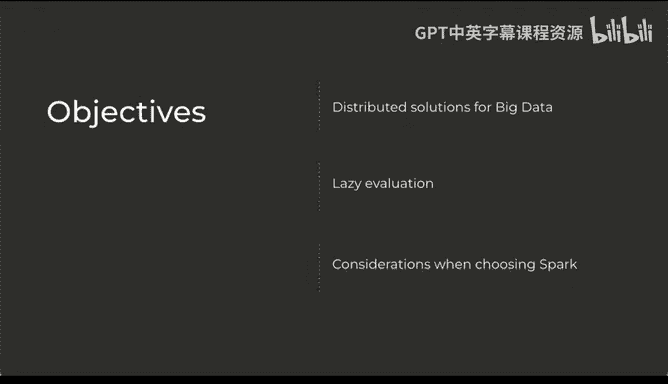 GPT中英字幕课程资源 bilibili
Objectives
Distributed solutions for Big Data
Lazy evaluation
Considerations when choosing Spark